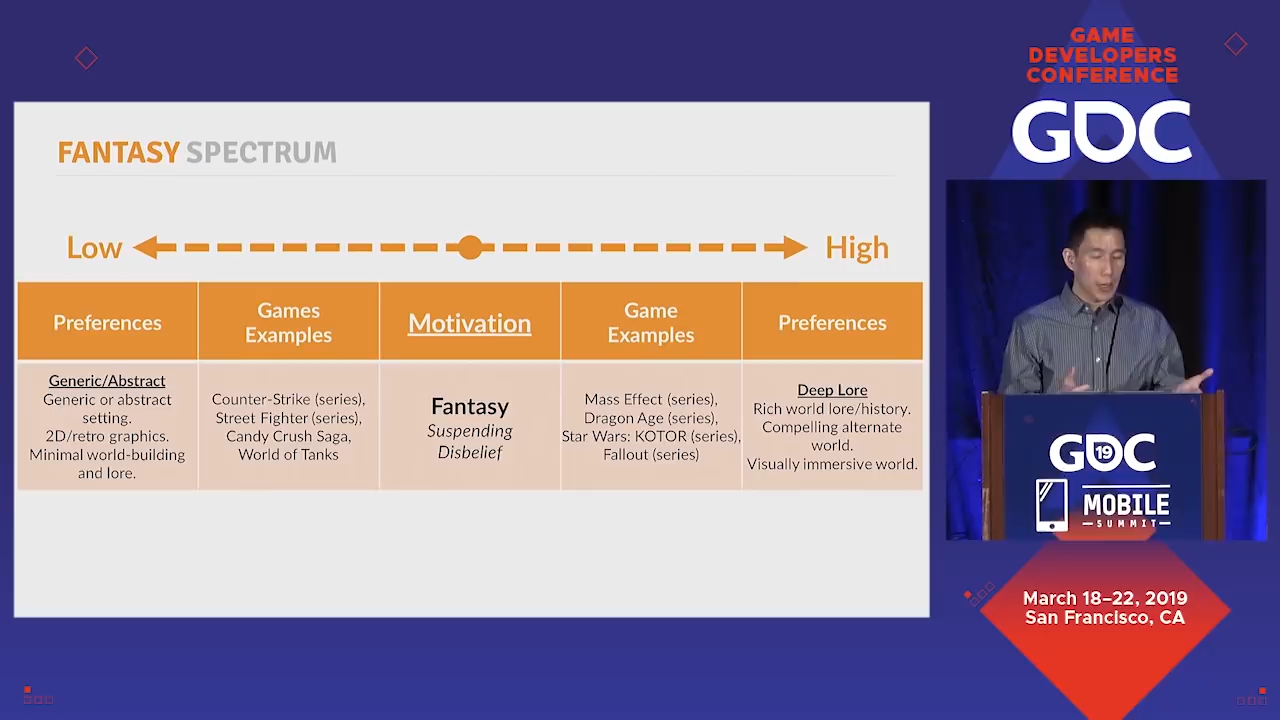 GAME
DEVELOPERS
CONFERENCE
GDC
FANTASY SPECTRUM
Low
High
Preferences
Games
Examples
Motivation
Game
Examples
Preferences
Generic/Abstract
Generic or abstract
setting.
2D/retro graphics.
Minimal world-building
and lore.
Counter-Strike (series),
Street Fighter (series),
Candy Crush Saga,
World of Tanks
Fantasy
Suspending
Disbelief
Mass Effect (series),
Dragon Age (series),
Star Wars: KOTOR (series),
Fallout (series)
Deep Lore
Rich world lore/history.
Compelling alternate
world.
Visually immersive world.
GDC 19
MOBILE
SUMMIT
March 18–22, 2019
San Francisco, CA